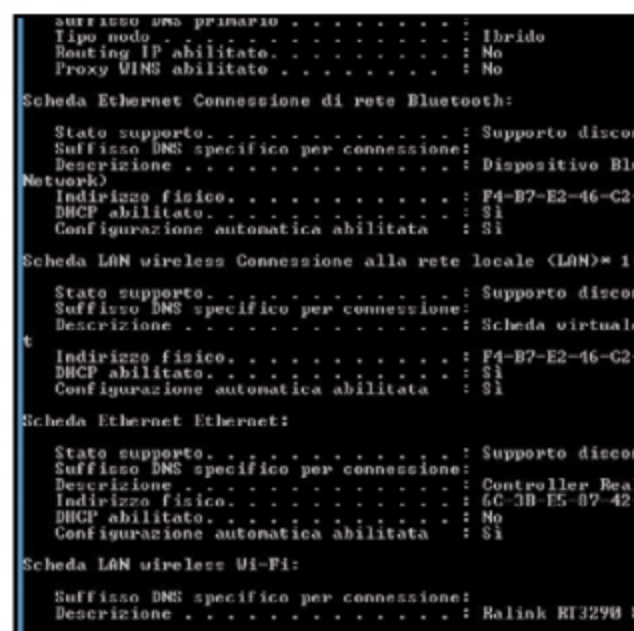 Suffisso DNS primario . . . . . . . . :
Tipo nodo . . . . . . . . . . . . . . : Ibrido
Routing IP abilitato. . . . . . . . . : No
Proxy WINS abilitato . . . . . . . . : No
Scheda Ethernet Connessione di rete Bluetooth:
Stato supporto. . . . . . . . . . . . : Supporto discon
Suffisso DNS specifico per connessione:
Descrizione . . . . . . . . . . . . . : Dispositivo Blu
Network)
Indirizzo fisico. . . . . . . . . . . : F4-B7-E2-46-C2
DHCP abilitato. . . . . . . . . . . . : Sì
Configurazione automatica abilitata : Sì
Scheda LAN wireless Connessione alla rete locale (LAN)* 1
Stato supporto. . . . . . . . . . . . : Supporto discon
Suffisso DNS specifico per connessione:
Descrizione . . . . . . . . . . . . . : Scheda virtuale
t
Indirizzo fisico. . . . . . . . . . . : F4-B7-E2-46-C2
DHCP abilitato. . . . . . . . . . . . : Sì
Configurazione automatica abilitata : Sì
Scheda Ethernet Ethernet:
Stato supporto. . . . . . . . . . . . : Supporto discon
Suffisso DNS specifico per connessione:
Descrizione . . . . . . . . . . . . . : Controller Rea
Indirizzo fisico. . . . . . . . . . . : 6C-3B-E5-07-42
DHCP abilitato. . . . . . . . . . . . : No
Configurazione automatica abilitata : Sì
Scheda LAN wireless Wi-Fi:
Suffisso DNS specifico per connessione:
Descrizione . . . . . . . . . . . . . : Ralink RT3290